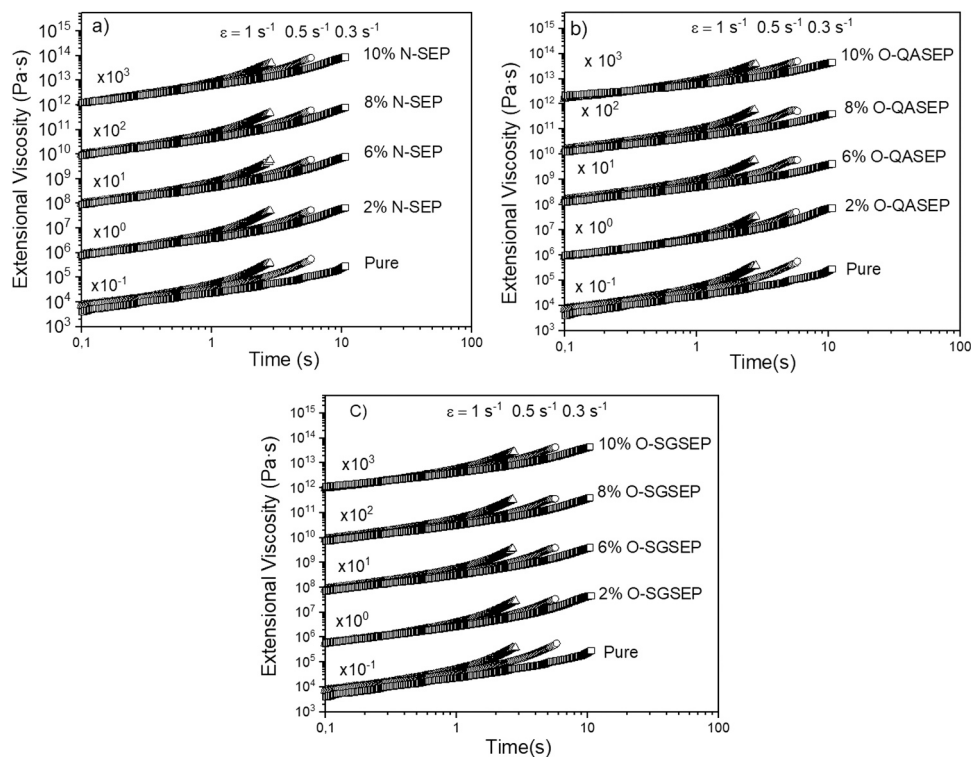 a)
ε = 1 s⁻¹ 0.5 s⁻¹ 0.3 s⁻¹
10¹⁵
10¹⁴
10¹³
10¹²
10¹¹
10¹⁰
10⁹
10⁸
10⁷
10⁶
10⁵
10⁴
10³
Extensional Viscosity (Pa·s)
x10³
10% N-SEP
x10²
8% N-SEP
x10¹
6% N-SEP
x10⁰
2% N-SEP
x10⁻¹
Pure
0,1 1 10 100
Time (s)
b)
ε = 1 s⁻¹ 0.5 s⁻¹ 0.3 s⁻¹
10¹⁵
10¹⁴
10¹³
10¹²
10¹¹
10¹⁰
10⁹
10⁸
10⁷
10⁶
10⁵
10⁴
10³
Extensional Viscosity (Pa·s)
x 10³
10% O-QASEP
x 10²
8% O-QASEP
x 10¹
6% O-QASEP
x 10⁰
2% O-QASEP
x 10⁻¹
Pure
0,1 1 10 100
Time(s)
C)
ε = 1 s⁻¹ 0.5 s⁻¹ 0.3 s⁻¹
10¹⁵
10¹⁴
10¹³
10¹²
10¹¹
10¹⁰
10⁹
10⁸
10⁷
10⁶
10⁵
10⁴
10³
Extensional Viscosity (Pa·s)
x10³
10% O-SGSEP
x10²
8% O-SGSEP
x10¹
6% O-SGSEP
x10⁰
2% O-SGSEP
x10⁻¹
Pure
0,1 1 10 100
Time(s)